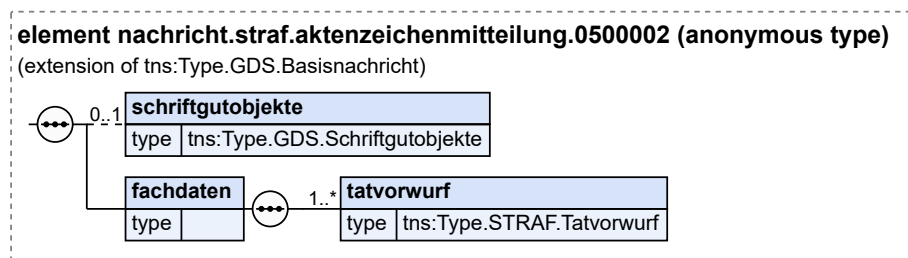 element nachricht.straf.aktenzeichenmitteilung.0500002 (anonymous type)
(extension of tns:Type.GDS.Basisnachricht)
0..1 schriftgutobjekte
type tns:Type.GDS.Schriftgutobjekte
fachdaten 1..* tatvorwurf
type type tns:Type.STRAF.Tatvorwurf